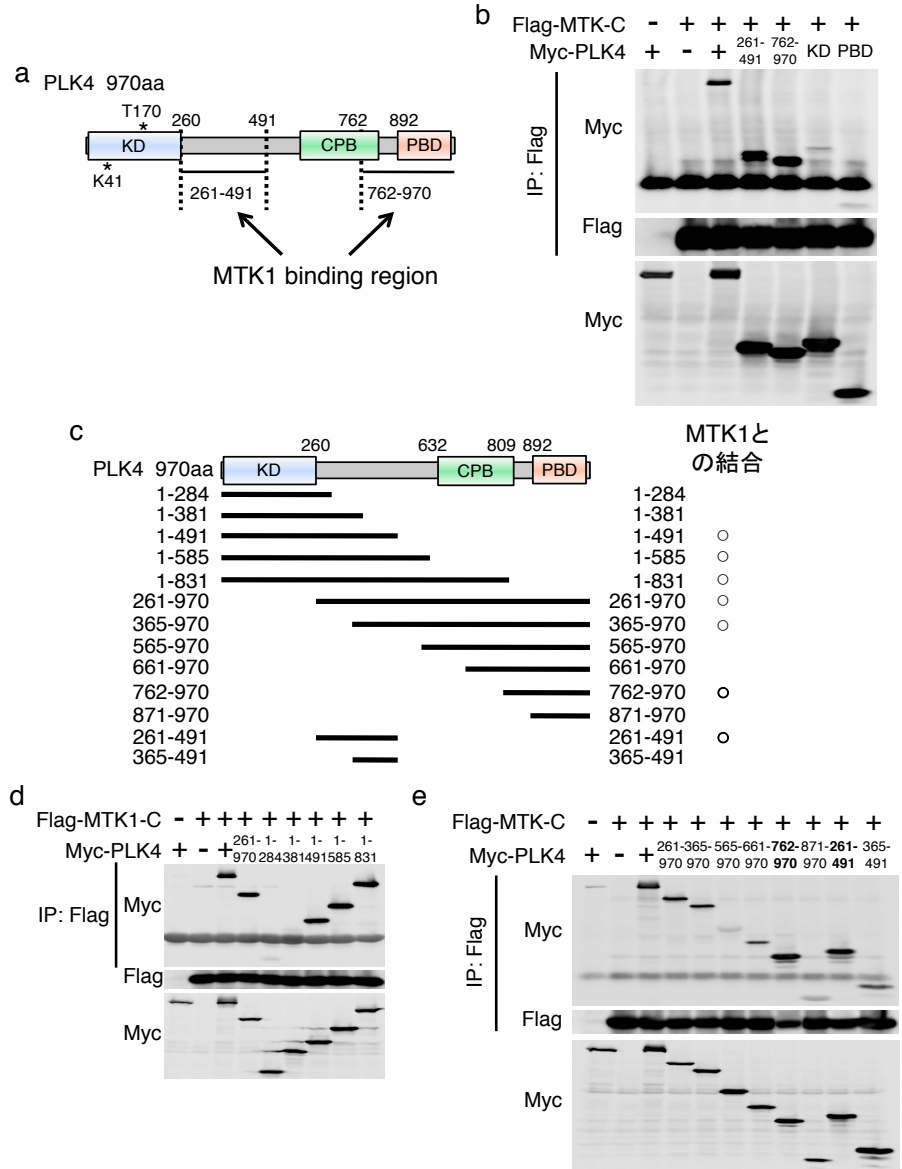 a
PLK4 970aa
T170
*
260 491 762 892
KD CPB PBD
*
K41
261-491 762-970
MTK1 binding region
b
Flag-MTK-C - + + + + + +
Myc-PLK4 + - + 261-491 762-970 KD PBD
IP: Flag
Myc
Flag
Myc
c
260 632 809 892
PLK4 970aa KD CPB PBD
MTK1と
の結合
1-284 1-284
1-381 1-381
1-491 1-491 ○
1-585 1-585 ○
1-831 1-831 ○
261-970 261-970 ○
365-970 365-970 ○
565-970 565-970
661-970 661-970
762-970 762-970 ○
871-970 871-970
261-491 261-491 ○
365-491 365-491
d
Flag-MTK1-C - + + + + + + + +
Myc-PLK4 + - + 261-970 1-284 1-381 1-491 1-585 1-831
IP: Flag
Myc
Flag
Myc
e
Flag-MTK-C - + + + + + + + + + +
Myc-PLK4 + - + 261-970 365-970 565-970 661-970 762-970 871-970 261-491 365-491
IP: Flag
Myc
Flag
Myc